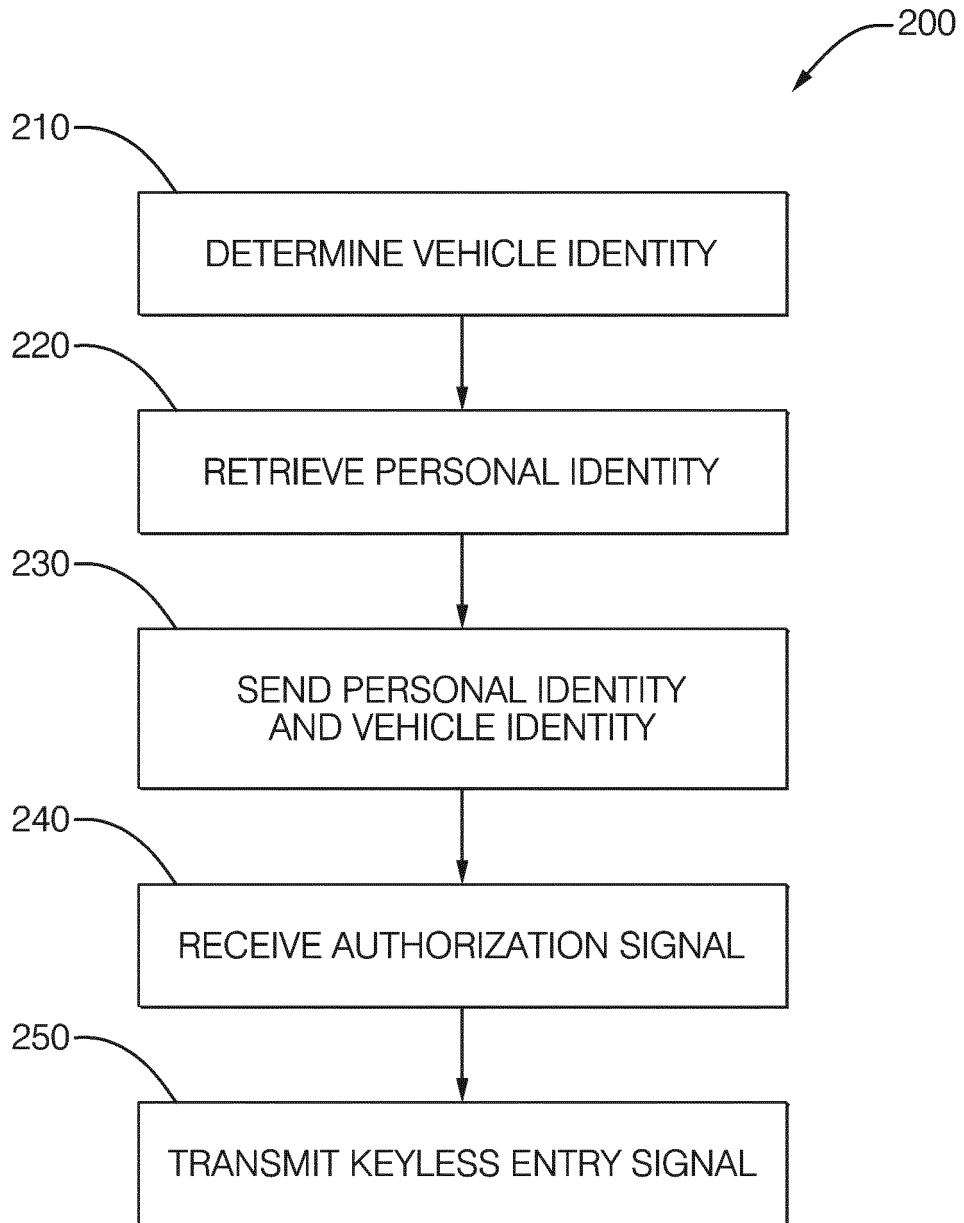 200
210
DETERMINE VEHICLE IDENTITY
220
RETRIEVE PERSONAL IDENTITY
230
SEND PERSONAL IDENTITY
AND VEHICLE IDENTITY
240
RECEIVE AUTHORIZATION SIGNAL
250
TRANSMIT KEYLESS ENTRY SIGNAL